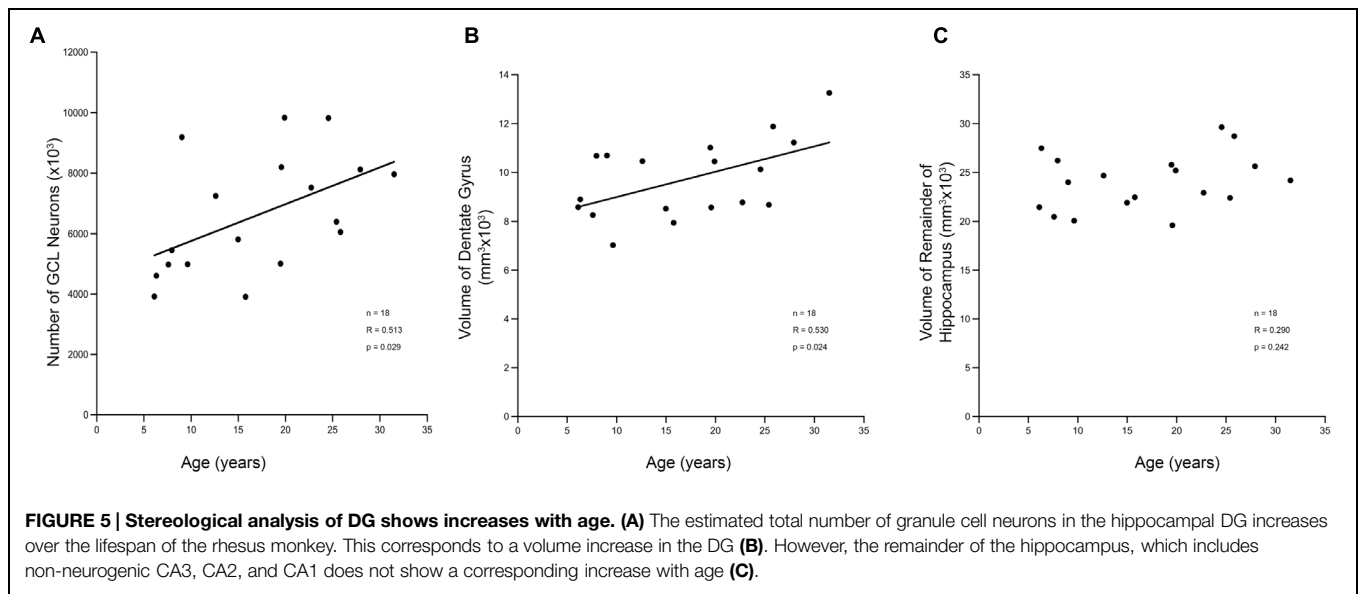 A
Number of GCL Neurons (x10³)
12000
10000
8000
6000
4000
2000
0
0 5 10 15 20 25 30 35
Age (years)
n = 18
R = 0.513
p = 0.029
B
Volume of Dentate Gyrus
(mm³x10³)
14
12
10
8
6
4
2
0
0 5 10 15 20 25 30 35
Age (years)
n = 18
R = 0.530
p = 0.024
C
Volume of Remainder of
Hippocampus (mm³x10³)
35
30
25
20
15
10
5
0
0 5 10 15 20 25 30 35
Age (years)
n = 18
R = 0.290
p = 0.242
FIGURE 5 | Stereological analysis of DG shows increases with age. (A) The estimated total number of granule cell neurons in the hippocampal DG increases
over the lifespan of the rhesus monkey. This corresponds to a volume increase in the DG (B). However, the remainder of the hippocampus, which includes
non-neurogenic CA3, CA2, and CA1 does not show a corresponding increase with age (C).